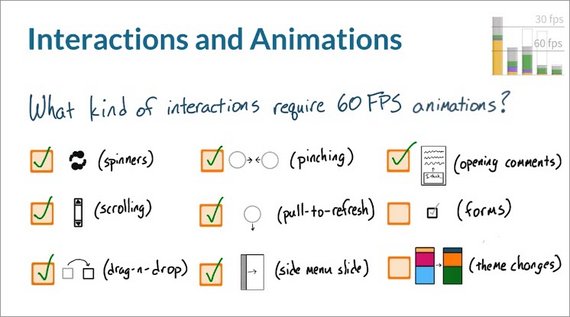 Interactions and Animations
30 fps
60 fps
What kind of interactions require 60 FPS animations?
(spinners)
(pinching)
(opening comments)
(scrolling)
(pull-to-refresh)
(forms)
(drag-n-drop)
(side menu slide)
(theme changes)